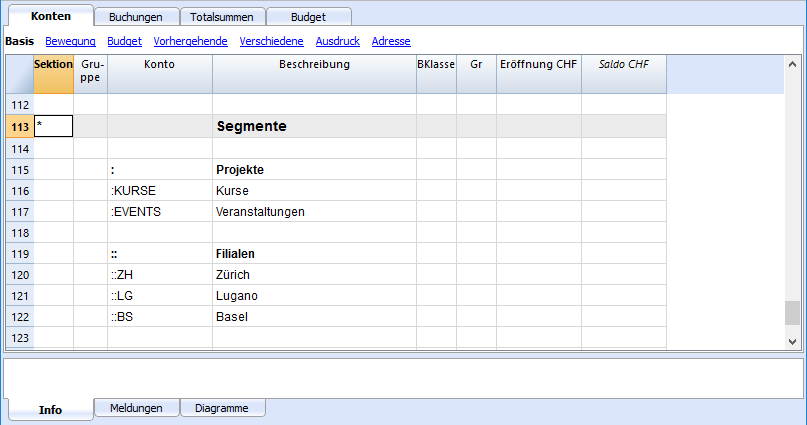 Konten Buchungen Totalsummen Budget
Basis Bewegung Budget Vorhergehende Verschiedene Ausdruck Adresse
Sektion Gru-
ppe Konto Beschreibung BKlasse Gr Eröffnung CHF Saldo CHF
112
113 * Segmente
114
115 : Projekte
116 :KURSE Kurse
117 :EVENTS Veranstaltungen
118
119 :: Filialen
120 ::ZH Zürich
121 ::LG Lugano
122 ::BS Basel
123
Info Meldungen Diagramme